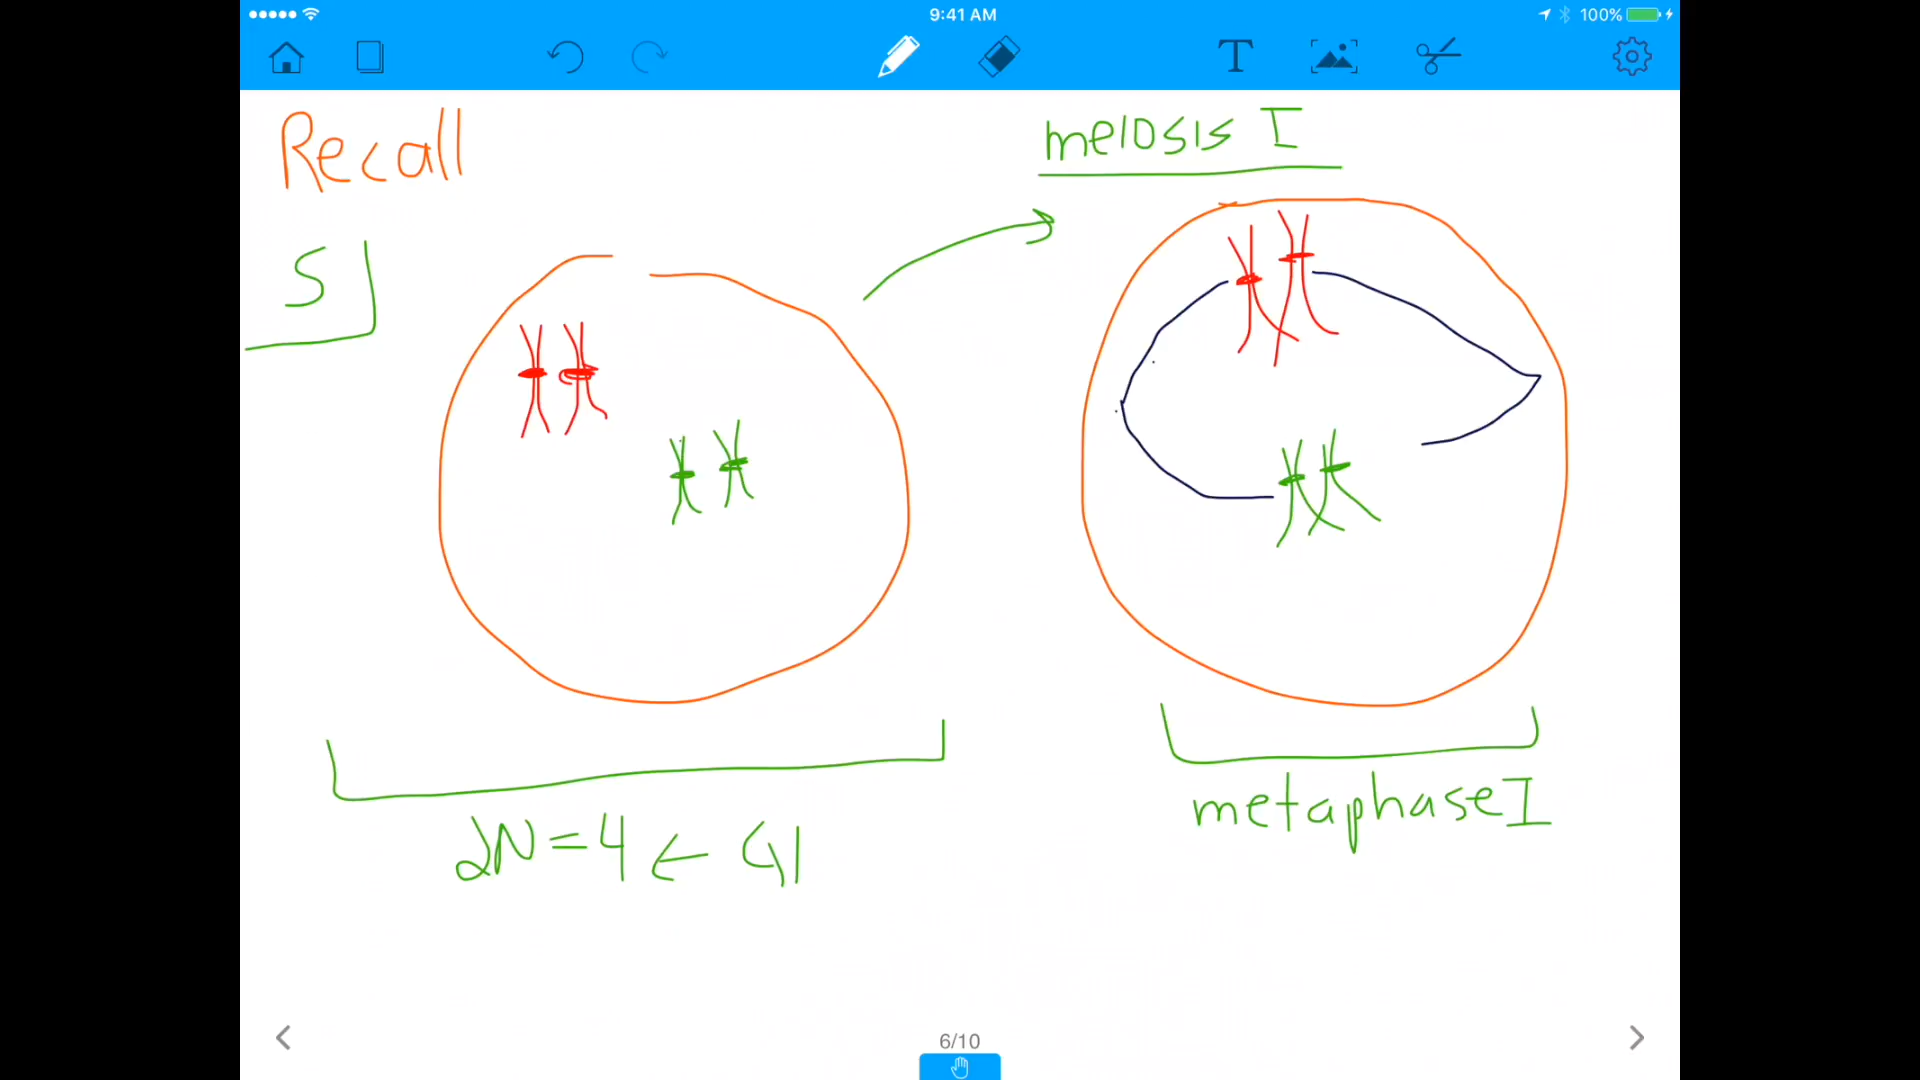 9:41 AM
100%
T
Recall
meiosis I
S
2N = 4 ← G1
metaphase I
6/10